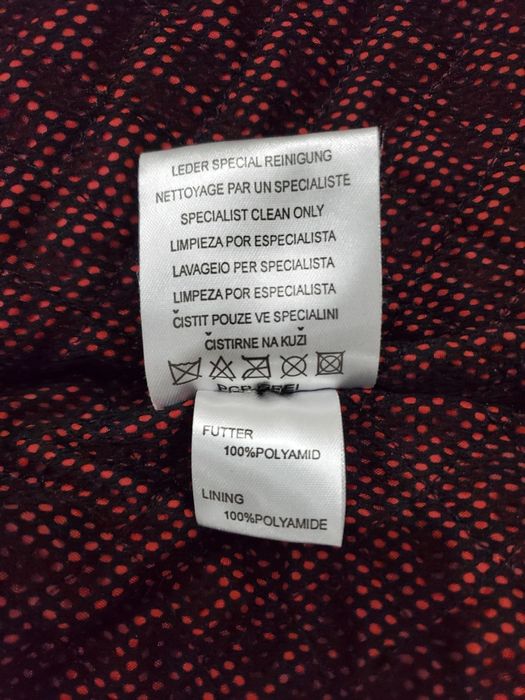 LEDER SPECIAL REINIGUNG
NETTOYAGE PAR UN SPECIALISTE
SPECIALIST CLEAN ONLY
LIMPIEZA POR ESPECIALISTA
LAVAGEIO PER SPECIALISTA
LIMPEZA POR ESPECIALISTA
ČISTIT POUZE VE SPECIALINI
ČISTIRNE NA KUŽI
FUTTER
100%POLYAMID
LINING
100%POLYAMIDE